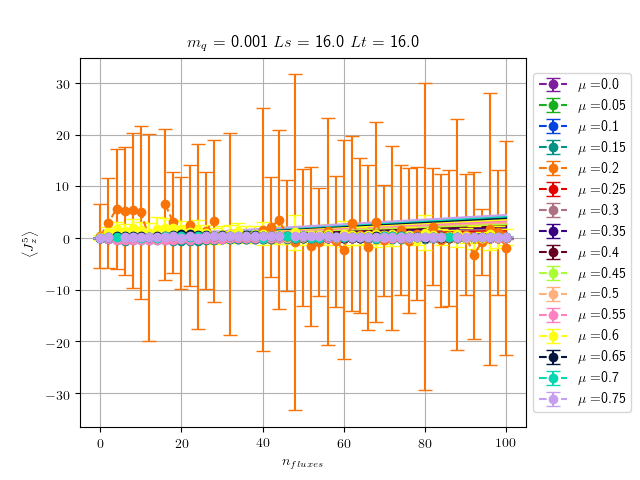 m_q = 0.001 Ls = 16.0 Lt = 16.0
⟨J_z^5⟩
30
20
10
0
−10
−20
−30
0
20
40
60
80
100
n_fluxes
μ =0.0
μ =0.05
μ =0.1
μ =0.15
μ =0.2
μ =0.25
μ =0.3
μ =0.35
μ =0.4
μ =0.45
μ =0.5
μ =0.55
μ =0.6
μ =0.65
μ =0.7
μ =0.75